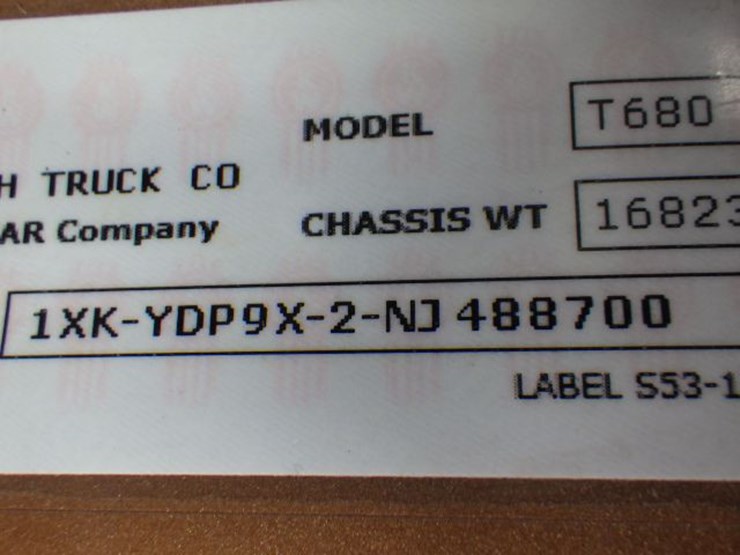 MODEL T680
H TRUCK CO
AR Company CHASSIS WT 16823
1XK-YDP9X-2-NJ488700
LABEL S53-1